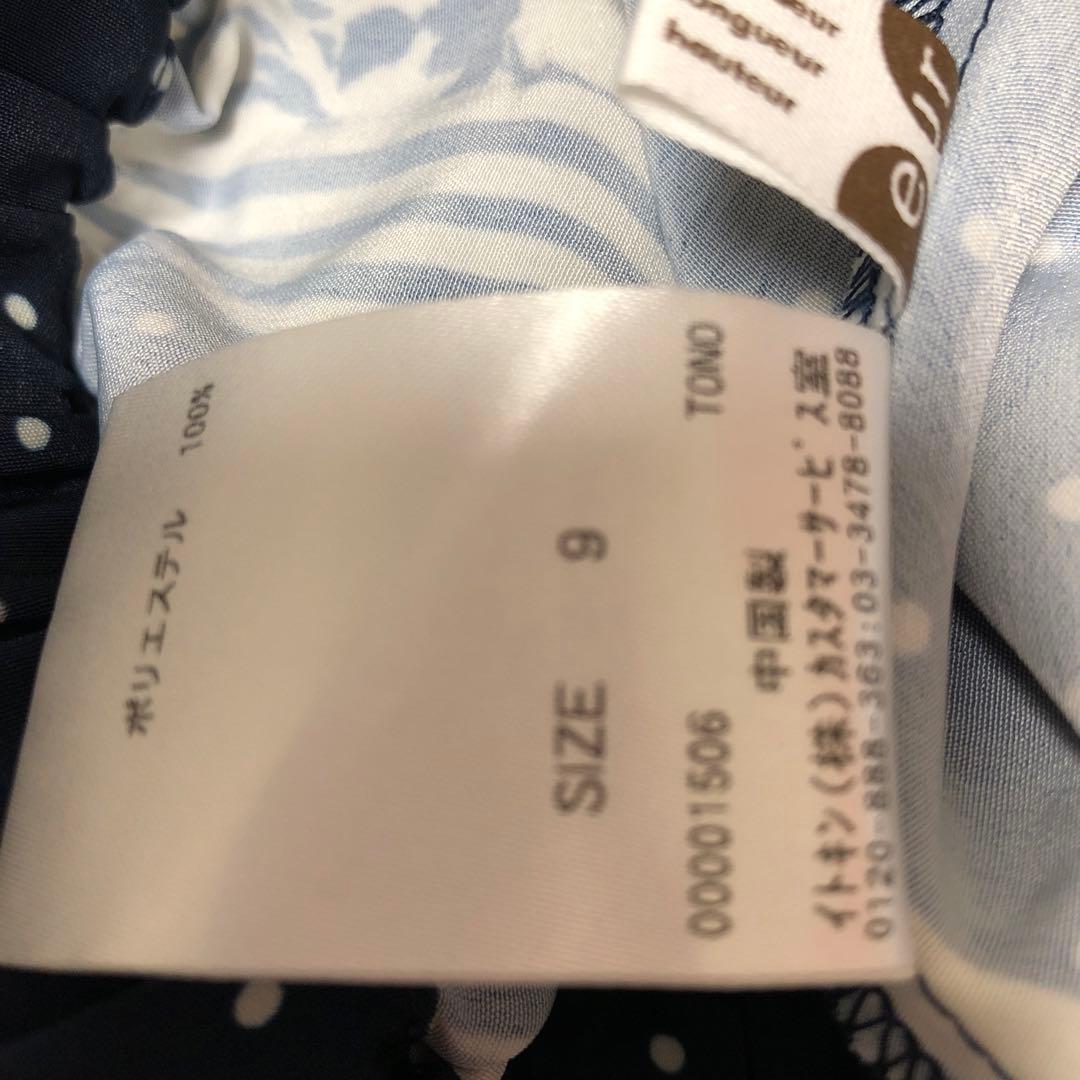 longueur
hauteur
eur
ポリエステル 100%
SIZE 9
00001506 TONO
中国製
イトキン(株)カスタマーサービス室
0120-888-363:03-3478-8088